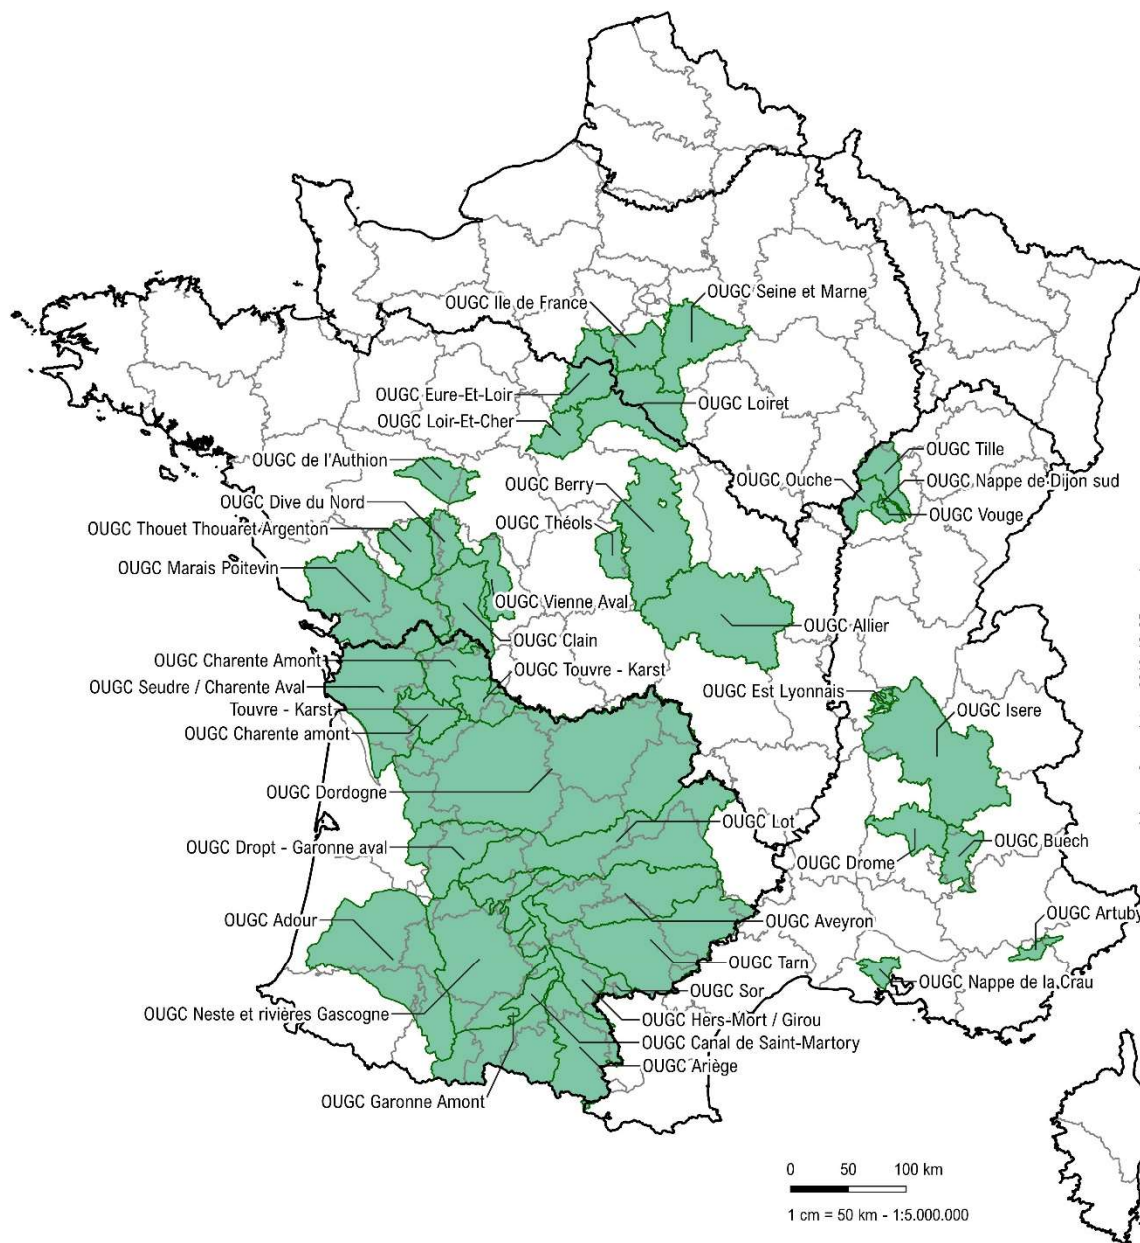 OUGC Ile de France
OUGC Seine et Marne
OUGC Eure-Et-Loir
OUGC Loiret
OUGC Loir-Et-Cher
OUGC de l'Authion
OUGC Tille
OUGC Ouche
OUGC Nappe de Dijon sud
OUGC Berry
OUGC Dive du Nord
OUGC Vouge
OUGC Théols
OUGC Thouet Thouaret Argenton
OUGC Marais Poitevin
OUGC Vienne Aval
OUGC Allier
OUGC Clain
OUGC Charente Amont
OUGC Touvre - Karst
OUGC Seudre / Charente Aval
OUGC Est Lyonnais
Touvre - Karst
OUGC Isere
OUGC Charente amont
OUGC Dordogne
OUGC Lot
OUGC Buech
OUGC Dropt - Garonne aval
OUGC Drome
OUGC Adour
OUGC Aveyron
OUGC Artuby
OUGC Tarn
OUGC Nappe de la Crau
OUGC Sor
OUGC Neste et rivières Gascogne
OUGC Hers-Mort / Girou
OUGC Canal de Saint-Martory
OUGC Ariège
OUGC Garonne Amont
0 50 100 km
1 cm = 50 km - 1:5.000.000